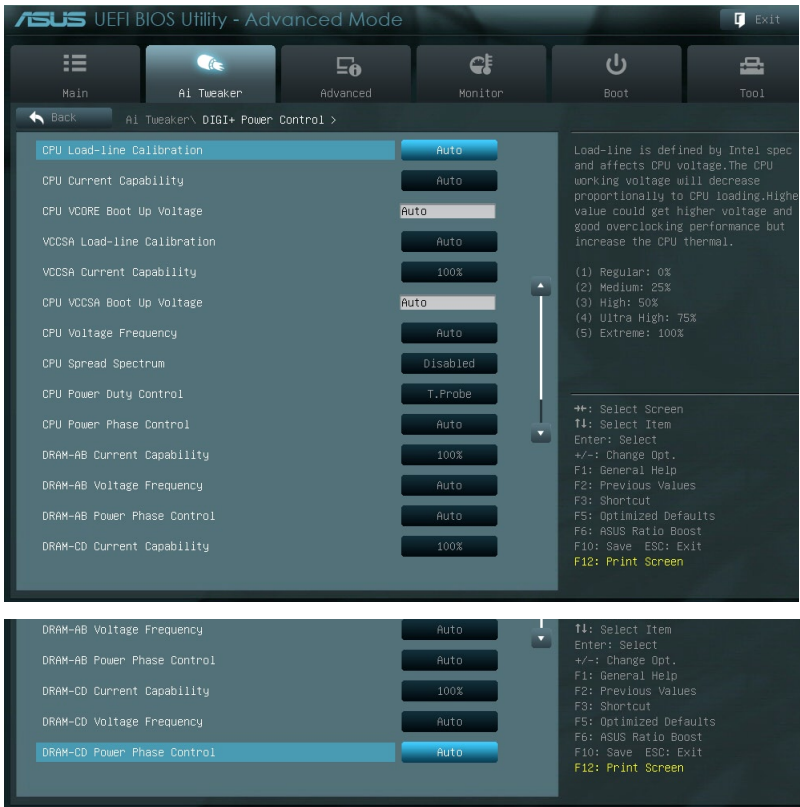 ASUS UEFI BIOS Utility - Advanced Mode
Exit
Main
Ai Tweaker
Advanced
Monitor
Boot
Tool
Back
Ai Tweaker\ DIGI+ Power Control >
CPU Load-line Calibration Auto
CPU Current Capability Auto
CPU VCORE Boot Up Voltage Auto
VCCSA Load-line Calibration Auto
VCCSA Current Capability 100%
CPU VCCSA Boot Up Voltage Auto
CPU Voltage Frequency Auto
CPU Spread Spectrum Disabled
CPU Power Duty Control T.Probe
CPU Power Phase Control Auto
DRAM-AB Current Capability 100%
DRAM-AB Voltage Frequency Auto
DRAM-AB Power Phase Control Auto
DRAM-CD Current Capability 100%
Load-line is defined by Intel spec
and affects CPU voltage.The CPU
working voltage will decrease
proportionally to CPU loading.Highe
value could get higher voltage and
good overclocking performance but
increase the CPU thermal.
(1) Regular: 0%
(2) Medium: 25%
(3) High: 50%
(4) Ultra High: 75%
(5) Extreme: 100%
→←: Select Screen
↑↓: Select Item
Enter: Select
+/-: Change Opt.
F1: General Help
F2: Previous Values
F3: Shortcut
F5: Optimized Defaults
F6: ASUS Ratio Boost
F10: Save ESC: Exit
F12: Print Screen
DRAM-AB Voltage Frequency Auto
DRAM-AB Power Phase Control Auto
DRAM-CD Current Capability 100%
DRAM-CD Voltage Frequency Auto
DRAM-CD Power Phase Control Auto
↑↓: Select Item
Enter: Select
+/-: Change Opt.
F1: General Help
F2: Previous Values
F3: Shortcut
F5: Optimized Defaults
F6: ASUS Ratio Boost
F10: Save ESC: Exit
F12: Print Screen